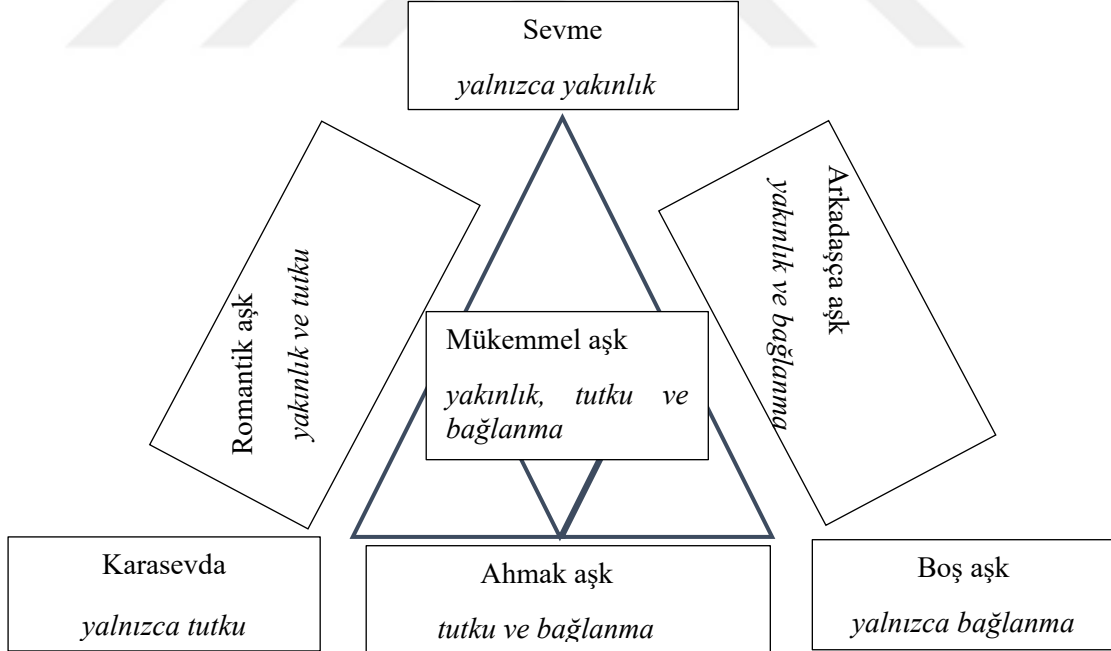 Sevme
yalnızca yakınlık
Romantik aşk
yakınlık ve tutku
Arkadaşça aşk
yakınlık ve bağlanma
Mükemmel aşk
yakınlık, tutku ve
bağlanma
Karasevda
yalnızca tutku
Ahmak aşk
tutku ve bağlanma
Boş aşk
yalnızca bağlanma